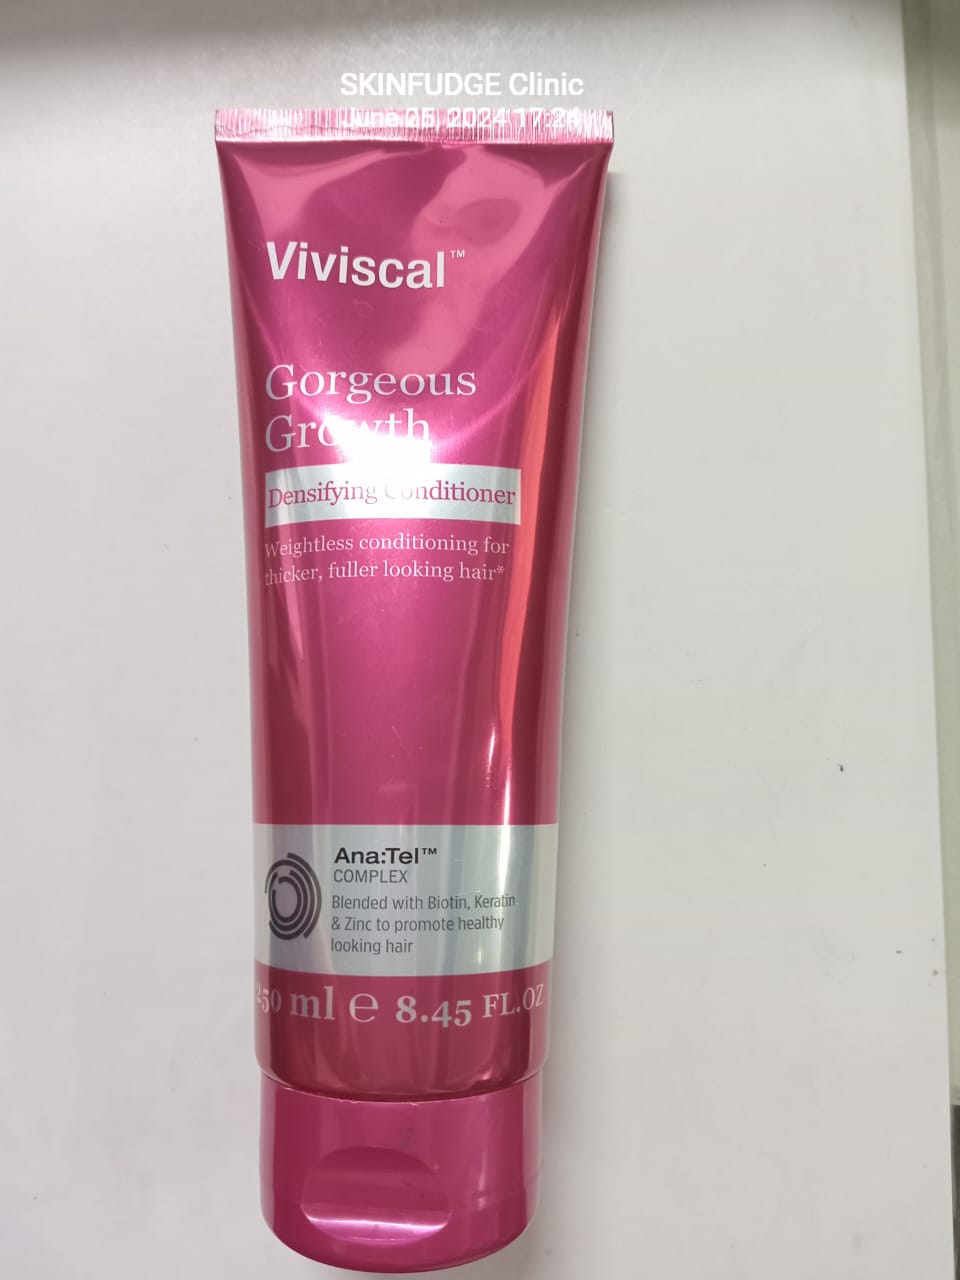 SKINFUDGE Clinic
June 25, 2024 17:24
Viviscal™
Gorgeous
Growth
Densifying Conditioner
Weightless conditioning for
thicker, fuller looking hair*
Ana:Tel™
COMPLEX
Blended with Biotin, Keratin
& Zinc to promote healthy
looking hair
250 ml ℮ 8.45 FL.OZ